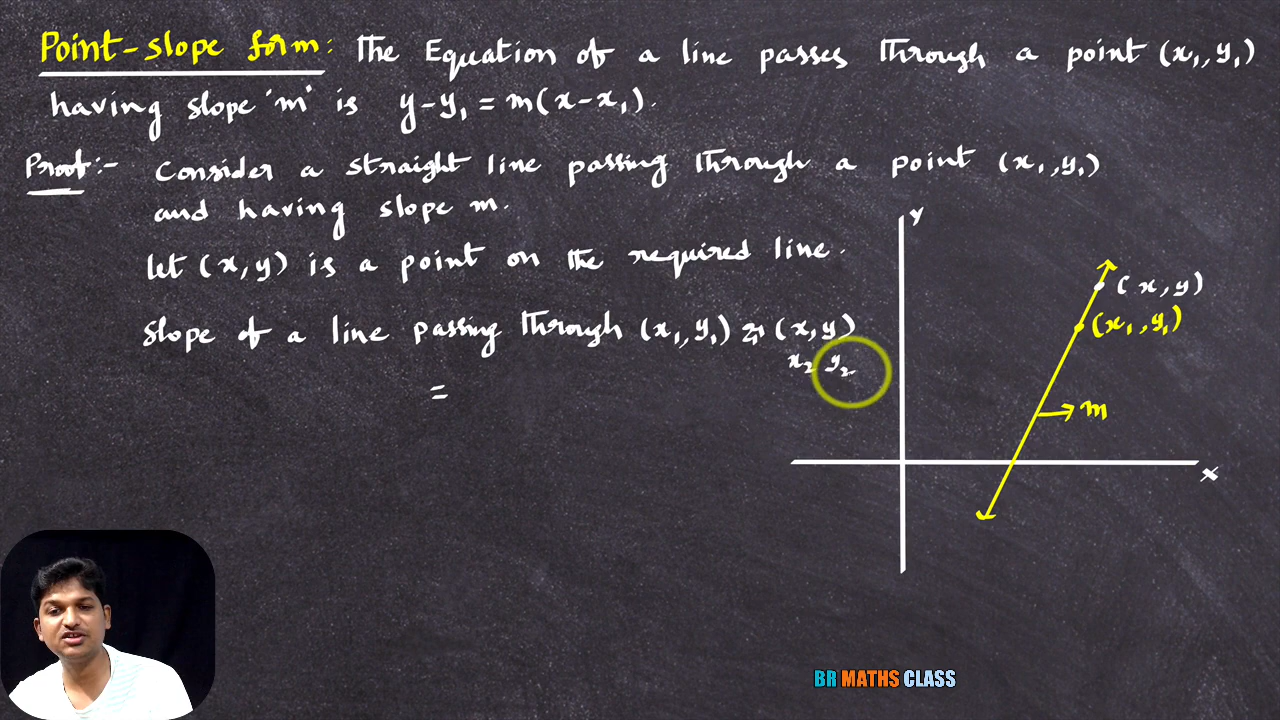 Point-slope form: The Equation of a line passes through a point (x₁, y₁)
having slope 'm' is y-y₁ = m(x-x₁).
Proof:- Consider a straight line passing through a point (x₁, y₁)
and having slope m.
let (x, y) is a point on the required line.
Slope of a line passing through (x₁, y₁) & (x, y)
x₂ y₂
=
Y
(x, y)
(x₁, y₁)
m
X
BR MATHS CLASS